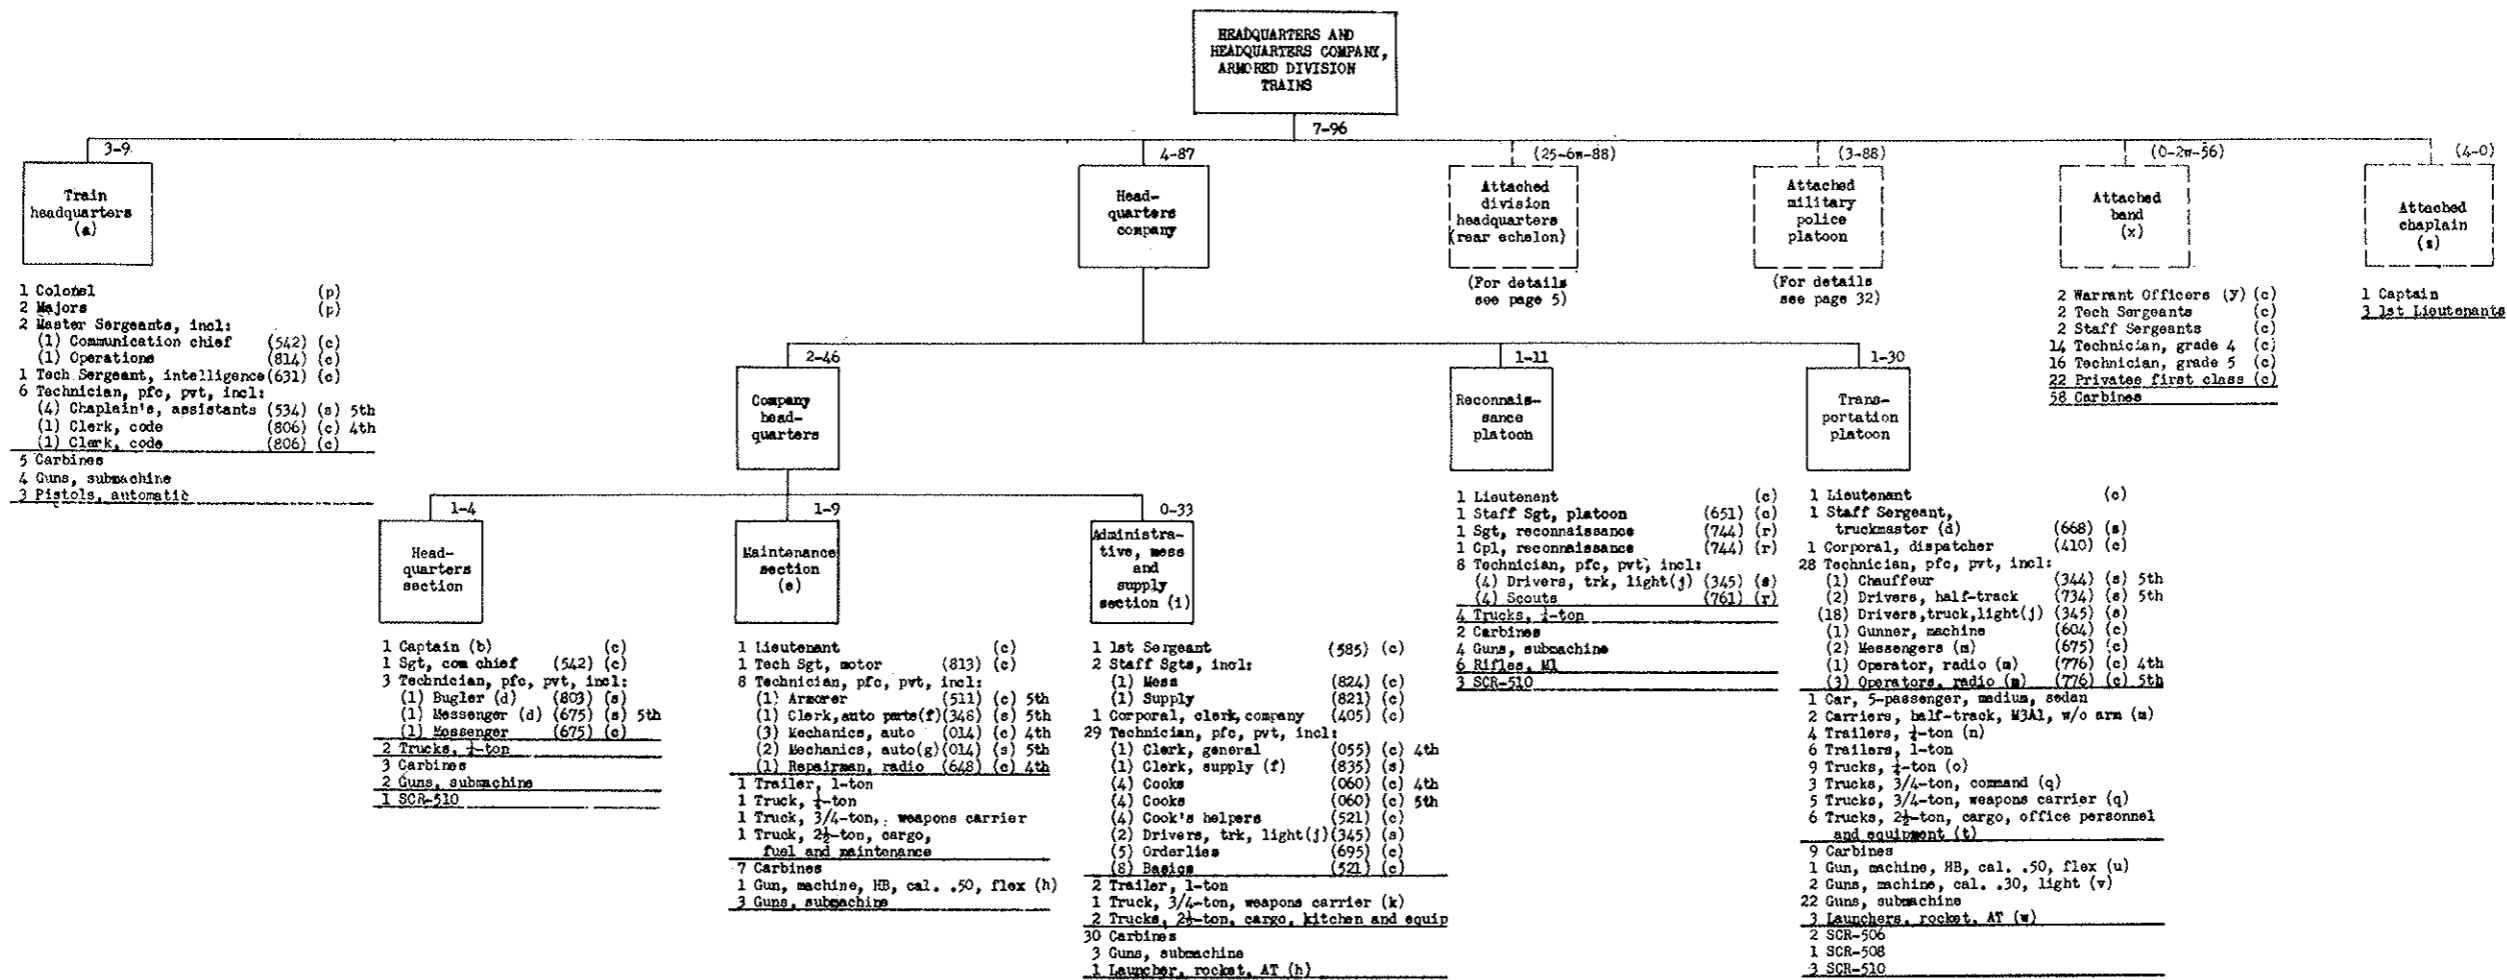 HEADQUARTERS AND
HEADQUARTERS COMPANY,
ARMORED DIVISION
TRAINS
7-96
3-9
Train
headquarters
(a)
1 Colonel (p)
2 Majors (p)
2 Master Sergeants, incl:
(1) Communication chief (542) (c)
(1) Operations (814) (c)
1 Tech Sergeant, intelligence (631) (c)
6 Technician, pfc, pvt, incl:
(4) Chaplain's, assistants (534) (s) 5th
(1) Clerk, code (806) (c) 4th
(1) Clerk, code (806) (c)
5 Carbines
4 Guns, submachine
3 Pistols, automatic
4-87
Head-
quarters
company
(25-6w-88)
Attached
division
headquarters
(rear echelon)
(For details
see page 5)
(3-88)
Attached
military
police
platoon
(For details
see page 32)
(0-2w-56)
Attached
band
(x)
2 Warrant Officers (y) (c)
2 Tech Sergeants (c)
2 Staff Sergeants (c)
14 Technician, grade 4 (c)
16 Technician, grade 5 (c)
22 Privates first class (c)
58 Carbines
(4-0)
Attached
chaplain
(z)
1 Captain
3 1st Lieutenants
2-46
Company
head-
quarters
1-4
Head-
quarters
section
1 Captain (b) (c)
1 Sgt, com chief (542) (c)
3 Technician, pfc, pvt, incl:
(1) Bugler (d) (803) (s)
(1) Messenger (d) (675) (s) 5th
(1) Messenger (675) (c)
2 Trucks, ¼-ton
3 Carbines
2 Guns, submachine
1 SCR-510
1-9
Maintenance
section
(e)
1 Lieutenant (c)
1 Tech Sgt, motor (813) (c)
8 Technician, pfc, pvt, incl:
(1) Armorer (511) (c) 5th
(1) Clerk, auto parts(f)(348) (s) 5th
(3) Mechanics, auto (014) (c) 4th
(2) Mechanics, auto(g)(014) (s) 5th
(1) Repairman, radio (648) (c) 4th
1 Trailer, 1-ton
1 Truck, ¼-ton
1 Truck, 3/4-ton, weapons carrier
1 Truck, 2½-ton, cargo,
fuel and maintenance
7 Carbines
1 Gun, machine, HB, cal. .50, flex (h)
3 Guns, submachine
0-33
Administra-
tive, mess
and
supply
section (i)
1 1st Sergeant (585) (c)
2 Staff Sgts, incl:
(1) Mess (824) (c)
(1) Supply (821) (c)
1 Corporal, clerk, company (405) (c)
29 Technician, pfc, pvt, incl:
(1) Clerk, general (055) (c) 4th
(1) Clerk, supply (f) (835) (s)
(4) Cooks (060) (c) 4th
(4) Cooks (060) (c) 5th
(4) Cook's helpers (521) (c)
(2) Drivers, trk, light(j)(345) (s)
(5) Orderlies (695) (c)
(8) Basics (521) (c)
2 Trailer, 1-ton
1 Truck, 3/4-ton, weapons carrier (k)
2 Trucks, 2½-ton, cargo, kitchen and equip
30 Carbines
3 Guns, submachine
1 Launcher, rocket, AT (h)
1-11
Reconnais-
sance
platoon
1 Lieutenant (c)
1 Staff Sgt, platoon (651) (c)
1 Sgt, reconnaissance (744) (r)
1 Cpl, reconnaissance (744) (r)
8 Technician, pfc, pvt, incl:
(4) Drivers, trk, light(j) (345) (s)
(4) Scouts (761) (r)
4 Trucks, ¼-ton
2 Carbines
4 Guns, submachine
6 Rifles, M1
3 SCR-510
1-30
Trans-
portation
platoon
1 Lieutenant (c)
1 Staff Sergeant,
truckmaster (d) (668) (s)
1 Corporal, dispatcher (410) (c)
28 Technician, pfc, pvt, incl:
(1) Chauffeur (344) (s) 5th
(2) Drivers, half-track (734) (s) 5th
(18) Drivers,truck,light(j) (345) (s)
(1) Gunner, machine (604) (c)
(2) Messengers (m) (675) (c)
(1) Operator, radio (m) (776) (c) 4th
(3) Operators, radio (m) (776) (c) 5th
1 Car, 5-passenger, medium, sedan
2 Carriers, half-track, M3A1, w/o arm (m)
4 Trailers, ¼-ton (n)
6 Trailers, 1-ton
9 Trucks, ¼-ton (o)
3 Trucks, 3/4-ton, command (q)
5 Trucks, 3/4-ton, weapons carrier (q)
6 Trucks, 2½-ton, cargo, office personnel
and equipment (t)
9 Carbines
1 Gun, machine, HB, cal. .50, flex (u)
2 Guns, machine, cal. .30, light (v)
22 Guns, submachine
3 Launchers, rocket, AT (w)
2 SCR-506
1 SCR-508
3 SCR-510